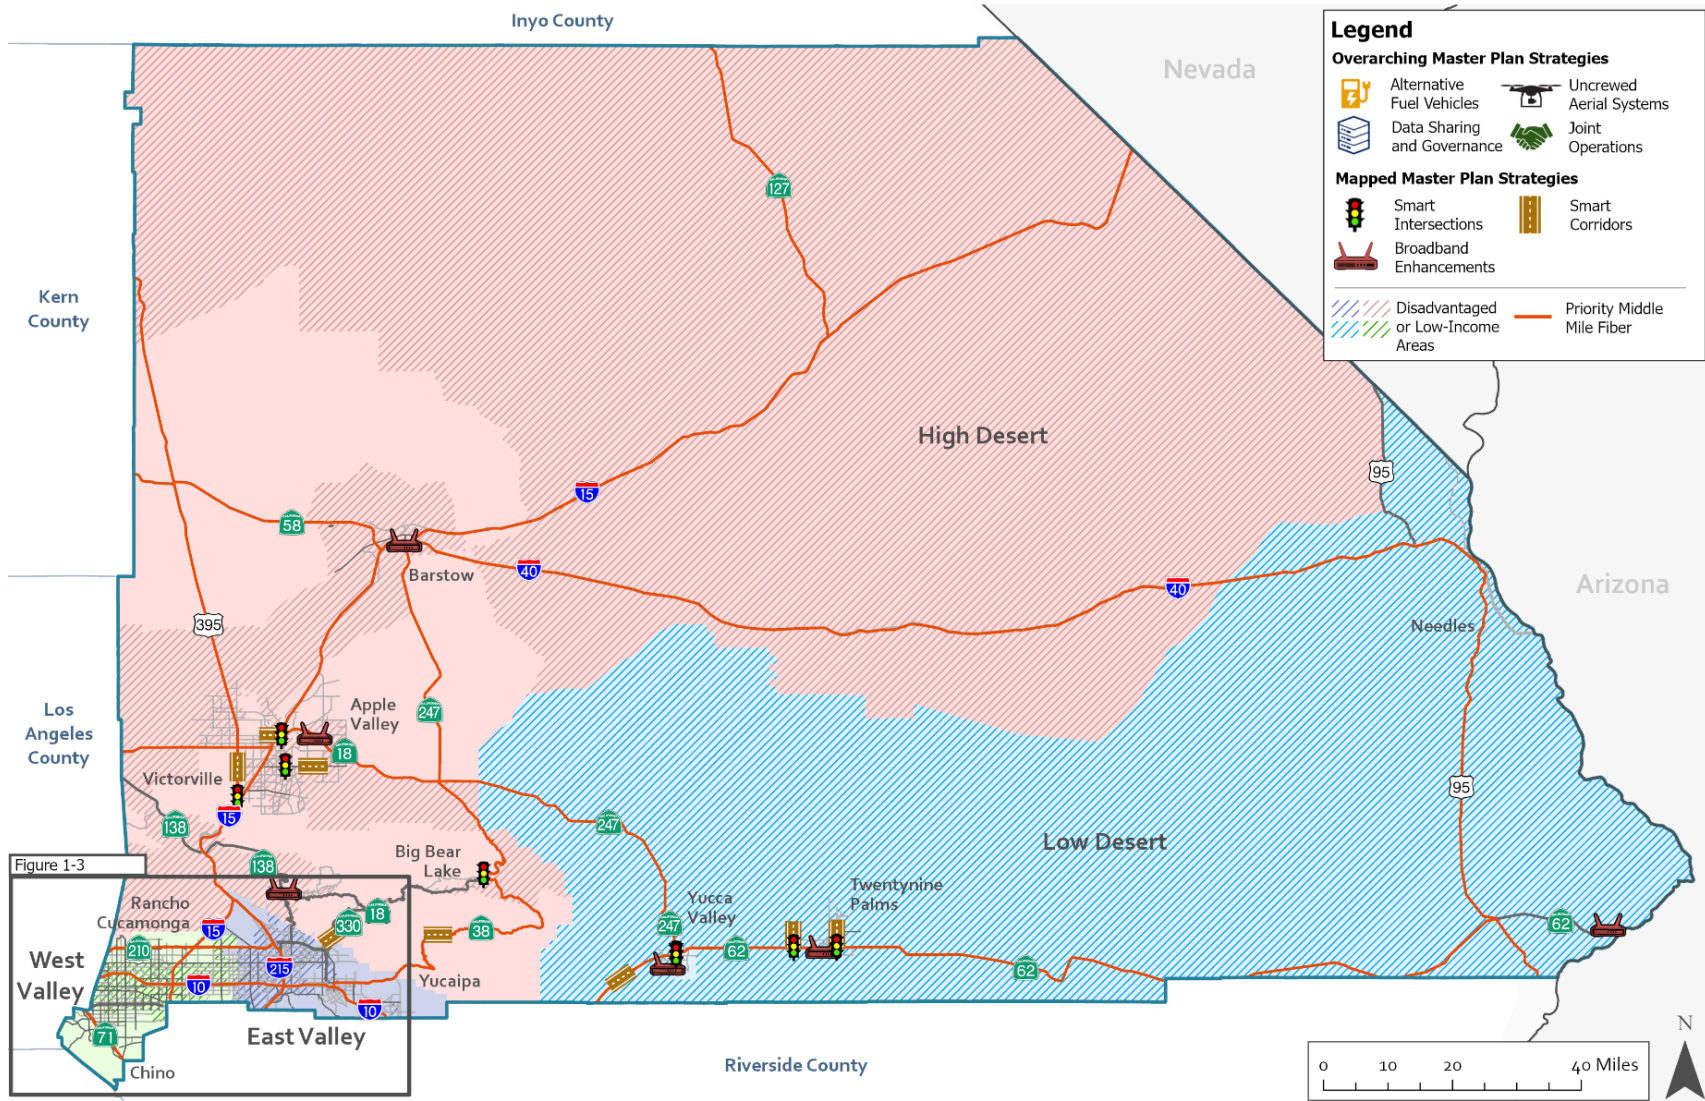 Inyo County
Nevada
Legend
Overarching Master Plan Strategies
Alternative
Fuel Vehicles
Uncrewed
Aerial Systems
Data Sharing
and Governance
Joint
Operations
Mapped Master Plan Strategies
Smart
Intersections
Smart
Corridors
Broadband
Enhancements
Disadvantaged
or Low-Income
Areas
Priority Middle
Mile Fiber
127
Kern
County
High Desert
95
15
58
Barstow
40
40
Arizona
395
Needles
Los
Angeles
County
Apple
Valley
247
18
Victorville
95
15
138
247
Low Desert
Figure 1-3
138
Big Bear
Lake
Rancho
Cucamonga
18
330
15
38
Yucca
Valley
247
Twentynine
Palms
62
62
62
210
West
Valley
215
10
Yucaipa
10
71
East Valley
Chino
Riverside County
N
0 10 20 40 Miles